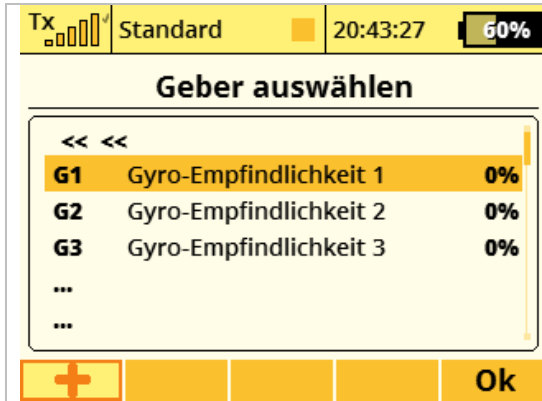 Tx Standard 20:43:27 60%
Geber auswählen
<< <<
G1 Gyro-Empfindlichkeit 1 0%
G2 Gyro-Empfindlichkeit 2 0%
G3 Gyro-Empfindlichkeit 3 0%
...
...
Ok